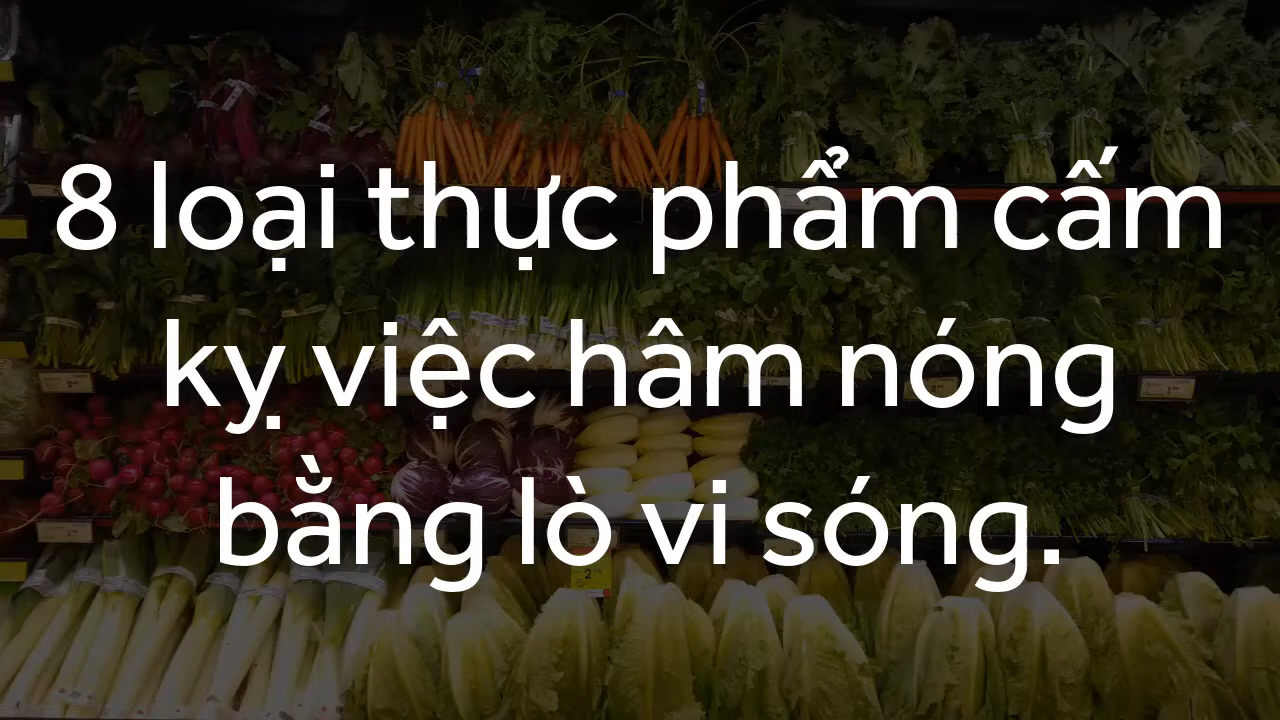 8 loại thực phẩm cấm
kỵ việc hâm nóng
bằng lò vi sóng.